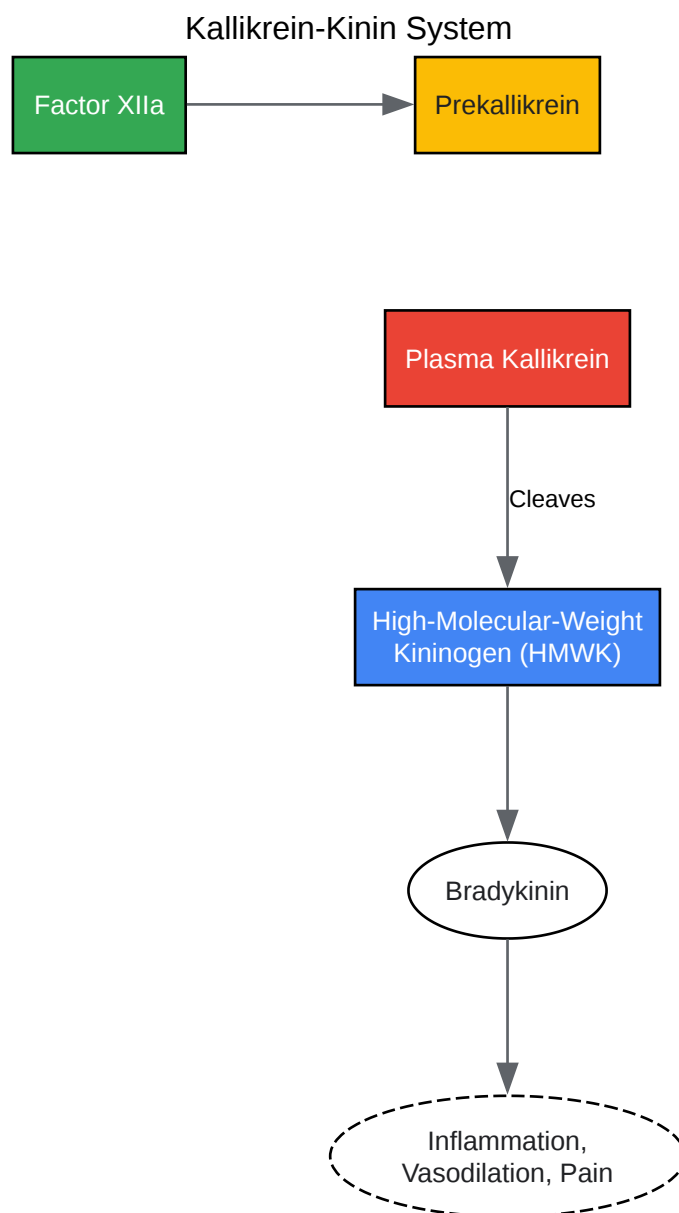 Kallikrein-Kinin System
Factor XIIa
Prekallikrein
Plasma Kallikrein
Cleaves
High-Molecular-Weight
Kininogen (HMWK)
Bradykinin
Inflammation,
Vasodilation, Pain